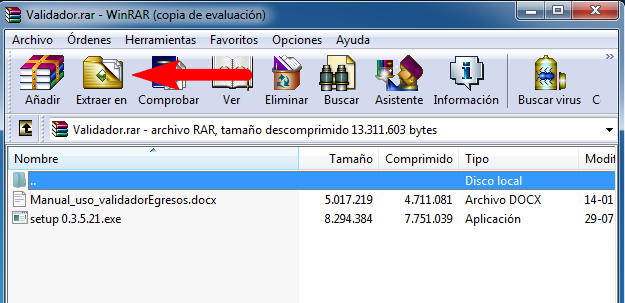 Validador.rar - WinRAR (copia de evaluación)
Archivo Órdenes Herramientas Favoritos Opciones Ayuda
Añadir Extraer en Comprobar Ver Eliminar Buscar Asistente Información Buscar virus C
Validador.rar - archivo RAR, tamaño descomprimido 13.311.603 bytes
Nombre Tamaño Comprimido Tipo Modif
.. Disco local
Manual_uso_validadorEgresos.docx 5.017.219 4.711.081 Archivo DOCX 14-01
setup 0.3.5.21.exe 8.294.384 7.751.039 Aplicación 29-07